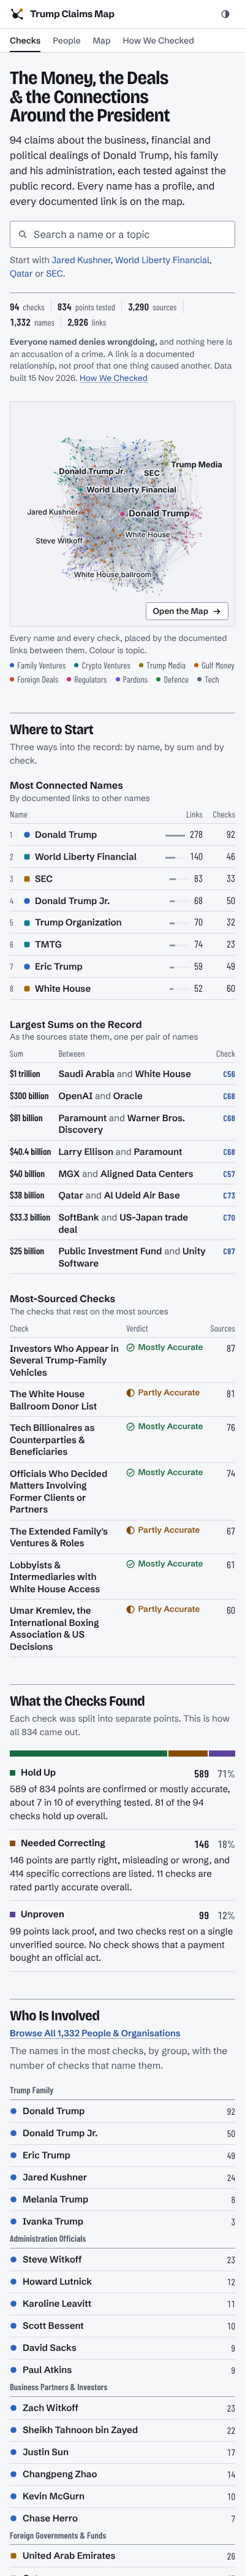 Trump Claims Map
Checks People Map How We Checked
The Money, the Deals
& the Connections
Around the President
94 claims about the business, financial and
political dealings of Donald Trump, his family
and his administration, each tested against the
public record. Every name has a profile, and
every documented link is on the map.
Search a name or a topic
Start with Jared Kushner, World Liberty Financial,
Qatar or SEC.
94 checks 834 points tested 3,290 sources
1,332 names 2,926 links
Everyone named denies wrongdoing, and nothing here is
an accusation of a crime. A link is a documented
relationship, not proof that one thing caused another. Data
built 15 Nov 2026. How We Checked
Trump Media
Donald Trump Jr.
SEC
World Liberty Financial
Jared Kushner
Donald Trump
White House
Steve Witkoff
White House ballroom
Open the Map →
Every name and every check, placed by the documented
links between them. Colour is topic.
Family Ventures Crypto Ventures Trump Media Gulf Money
Foreign Deals Regulators Pardons Defence Tech
Where to Start
Three ways into the record: by name, by sum and by
check.
Most Connected Names
By documented links to other names
Name Links Checks
1 Donald Trump 278 92
2 World Liberty Financial 140 46
3 SEC 83 33
4 Donald Trump Jr. 68 50
5 Trump Organization 70 32
6 TMTG 74 23
7 Eric Trump 59 49
8 White House 52 60
Largest Sums on the Record
As the sources state them, one per pair of names
Sum Between Check
$1 trillion Saudi Arabia and White House C56
$300 billion OpenAI and Oracle C68
$81 billion Paramount and Warner Bros. C68
Discovery
$40.4 billion Larry Ellison and Paramount C68
$40 billion MGX and Aligned Data Centers C57
$38 billion Qatar and Al Udeid Air Base C73
$33.3 billion SoftBank and US-Japan trade C70
deal
$25 billion Public Investment Fund and Unity C87
Software
Most-Sourced Checks
The checks that rest on the most sources
Check Verdict Sources
Investors Who Appear in Mostly Accurate 87
Several Trump-Family
Vehicles
The White House Partly Accurate 81
Ballroom Donor List
Tech Billionaires as Mostly Accurate 76
Counterparties &
Beneficiaries
Officials Who Decided Mostly Accurate 74
Matters Involving
Former Clients or
Partners
The Extended Family's Partly Accurate 67
Ventures & Roles
Lobbyists & Mostly Accurate 61
Intermediaries with
White House Access
Umar Kremlev, the Partly Accurate 60
International Boxing
Association & US
Decisions
What the Checks Found
Each check was split into separate points. This is how
all 834 came out.
Hold Up 589 71%
589 of 834 points are confirmed or mostly accurate,
about 7 in 10 of everything tested. 81 of the 94
checks hold up overall.
Needed Correcting 146 18%
146 points are partly right, misleading or wrong, and
414 specific corrections are listed. 11 checks are
rated partly accurate overall.
Unproven 99 12%
99 points lack proof, and two checks rest on a single
unverified source. No check shows that a payment
bought an official act.
Who Is Involved
Browse All 1,332 People & Organisations
The names in the most checks, by group, with the
number of checks that name them.
Trump Family
Donald Trump 92
Donald Trump Jr. 50
Eric Trump 49
Jared Kushner 24
Melania Trump 8
Ivanka Trump 3
Administration Officials
Steve Witkoff 23
Howard Lutnick 12
Karoline Leavitt 11
Scott Bessent 10
David Sacks 9
Paul Atkins 9
Business Partners & Investors
Zach Witkoff 23
Sheikh Tahnoon bin Zayed 22
Justin Sun 17
Changpeng Zhao 14
Kevin McGurn 10
Chase Herro 7
Foreign Governments & Funds
United Arab Emirates 26